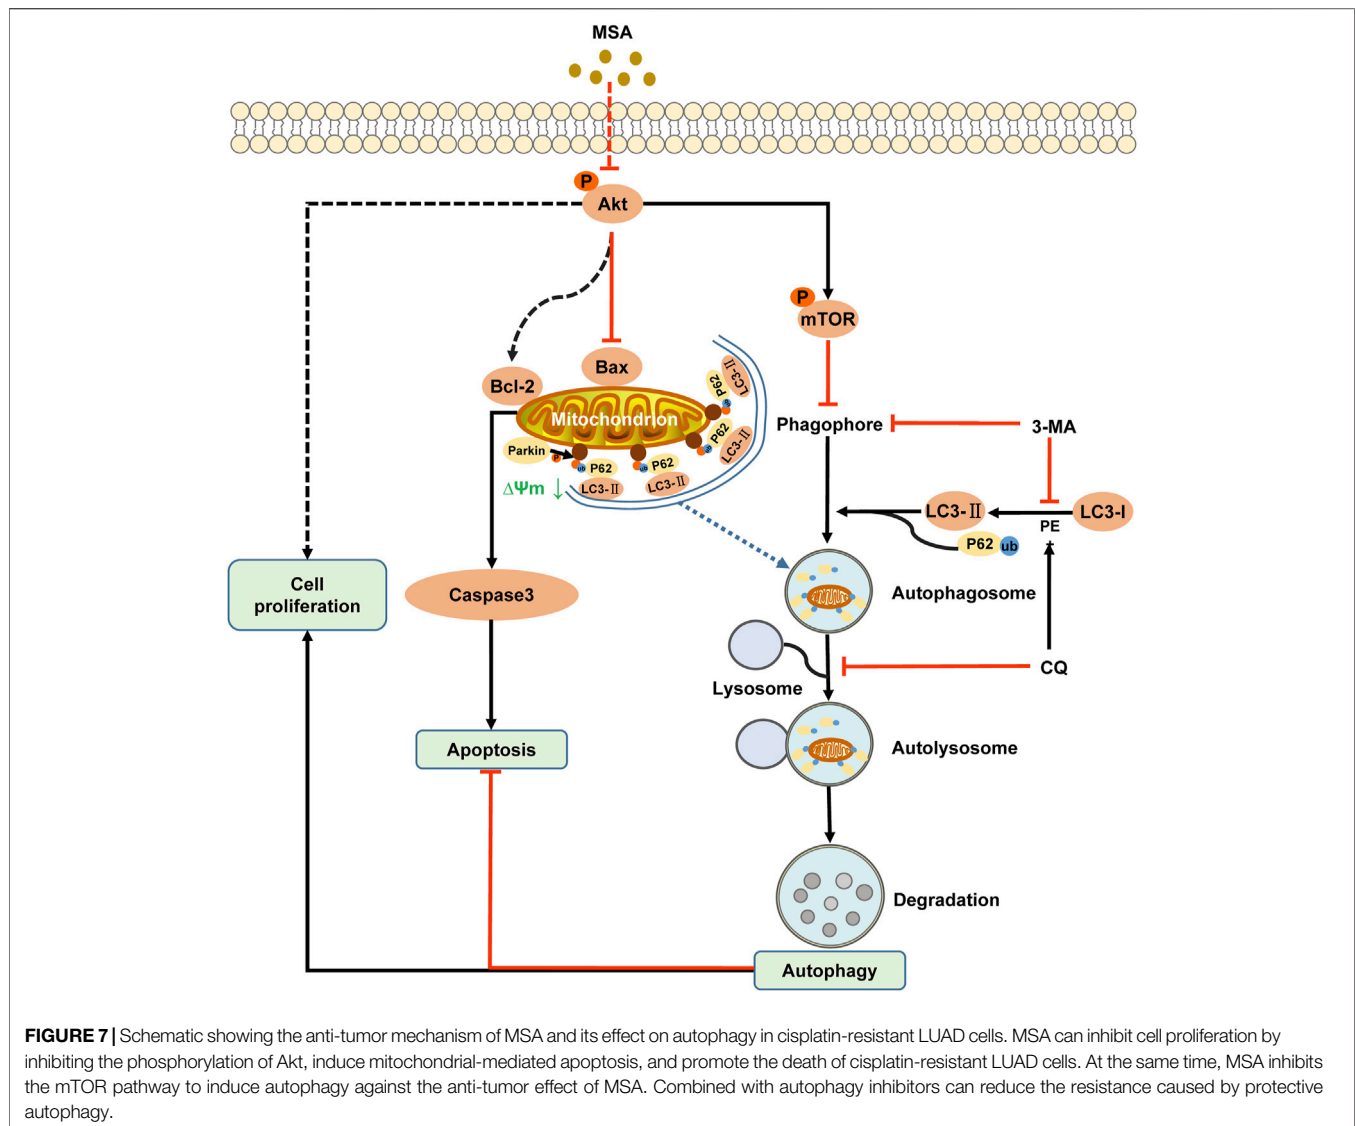 MSA
P
Akt
P
mTOR
Bax
Bcl-2
P62
LC3-II
ub
Mitochondrion
Phagophore
3-MA
Parkin
P
ub
P62
LC3-II
P62
LC3-II
ub
P62
LC3-II
ub
ΔΨm ↓
LC3-II
PE
LC3-I
P62
ub
Cell
proliferation
Caspase3
Autophagosome
Lysosome
CQ
Apoptosis
Autolysosome
Degradation
Autophagy
FIGURE 7 | Schematic showing the anti-tumor mechanism of MSA and its effect on autophagy in cisplatin-resistant LUAD cells. MSA can inhibit cell proliferation by
inhibiting the phosphorylation of Akt, induce mitochondrial-mediated apoptosis, and promote the death of cisplatin-resistant LUAD cells. At the same time, MSA inhibits
the mTOR pathway to induce autophagy against the anti-tumor effect of MSA. Combined with autophagy inhibitors can reduce the resistance caused by protective
autophagy.